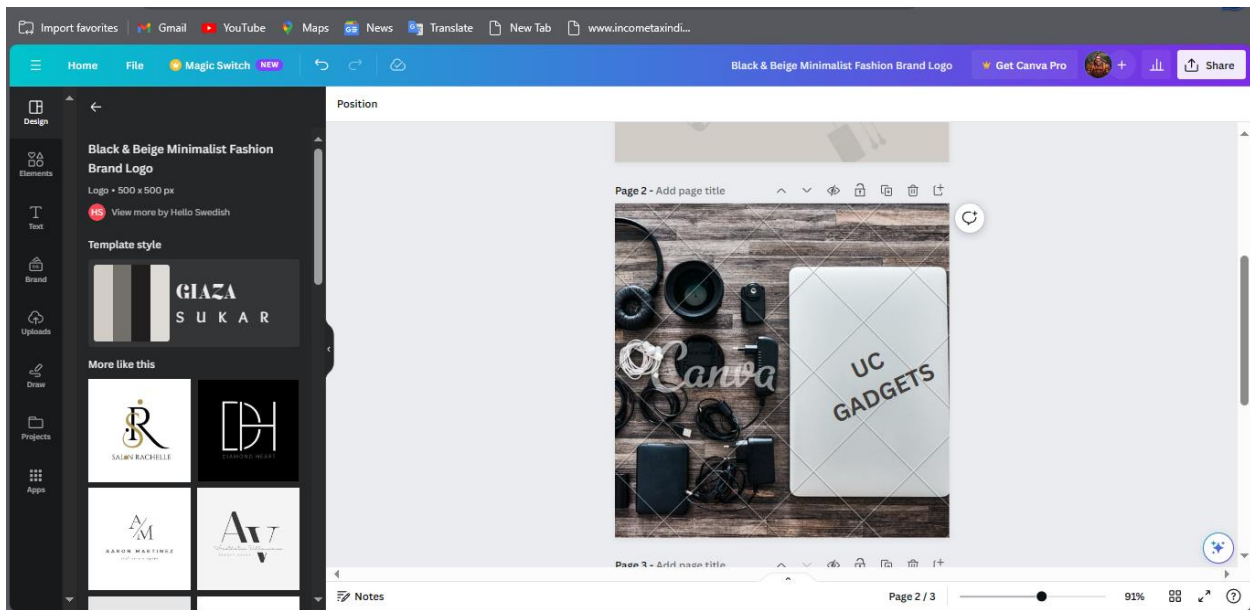 Import favorites
Gmail
YouTube
Maps
News
Translate
New Tab
www.incometaxindi...
Home
File
Magic Switch
NEW
Black & Beige Minimalist Fashion Brand Logo
Get Canva Pro
Share
Design
Elements
Text
Brand
Uploads
Draw
Projects
Apps
Black & Beige Minimalist Fashion
Brand Logo
Logo • 500 x 500 px
HS
View more by Hello Swedish
Template style
GIAZA
SUKAR
More like this
SR
SALON RACHELLE
DH
DIAMOND HEART
A/M
AARON MARTINEZ
Position
Page 2 - Add page title
Canva
UC
GADGETS
Page 3 - Add page title
Notes
Page 2 / 3
91%